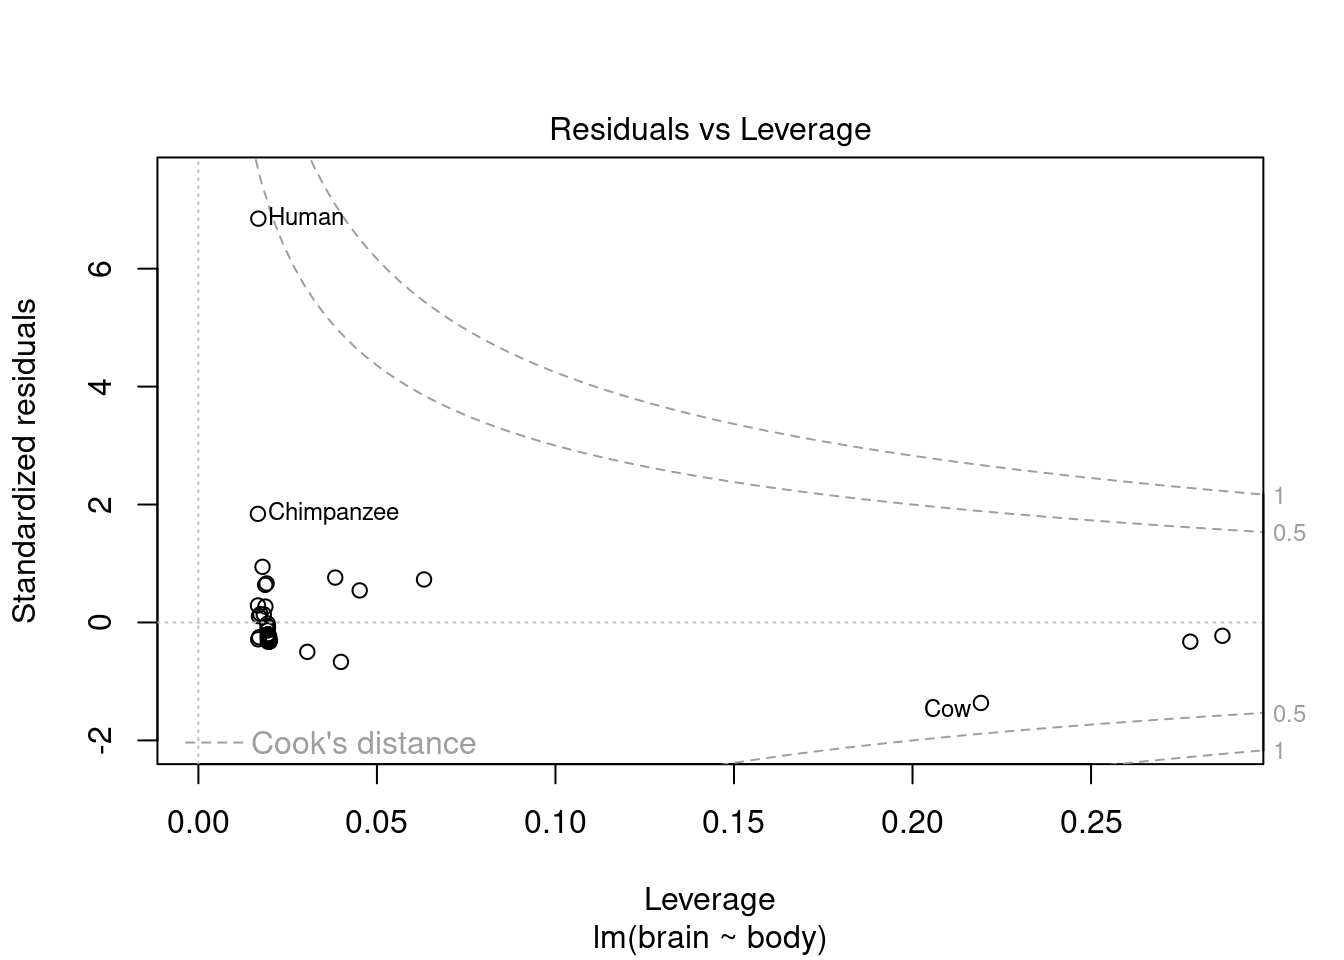 Residuals vs Leverage
Standardized residuals
6
4
2
0
-2
Human
Chimpanzee
Cow
1
0.5
0.5
1
Cook's distance
0.00
0.05
0.10
0.15
0.20
0.25
Leverage
lm(brain ~ body)